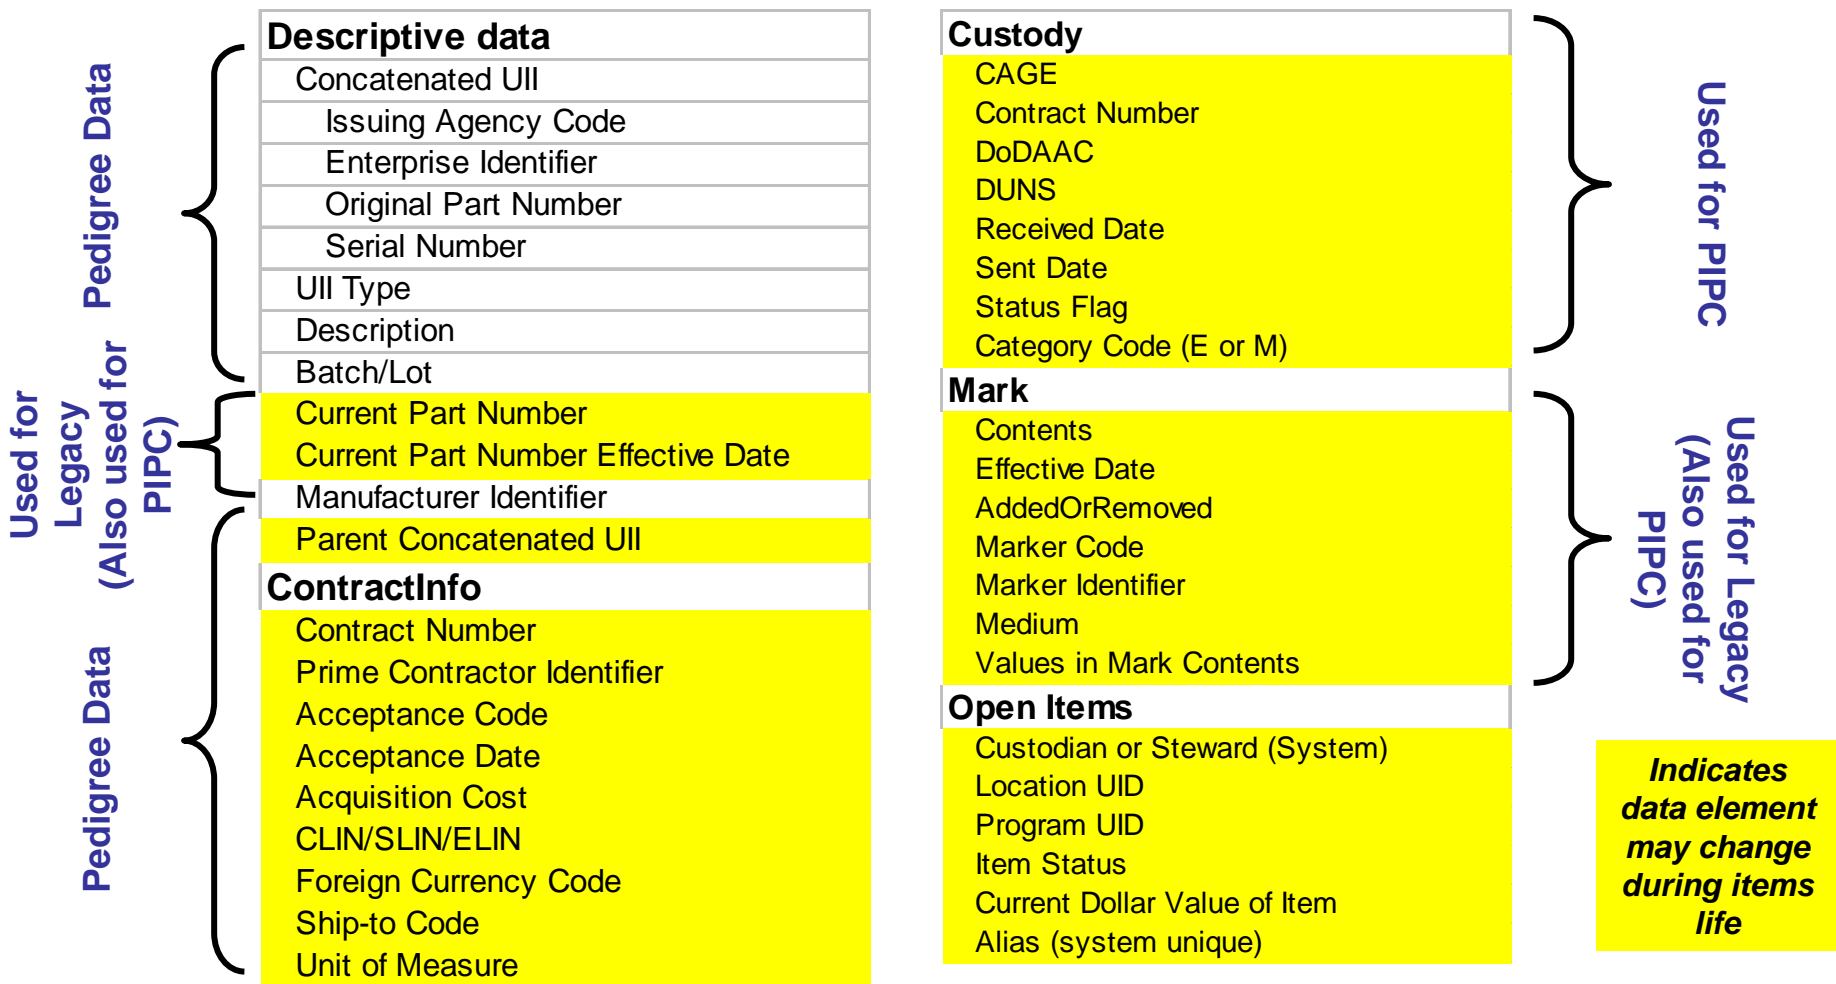 Pedigree Data
Used for
Legacy
(Also used for
PIPC)
Pedigree Data
Descriptive data
Concatenated UII
Issuing Agency Code
Enterprise Identifier
Original Part Number
Serial Number
UII Type
Description
Batch/Lot
Current Part Number
Current Part Number Effective Date
Manufacturer Identifier
Parent Concatenated UII
ContractInfo
Contract Number
Prime Contractor Identifier
Acceptance Code
Acceptance Date
Acquisition Cost
CLIN/SLIN/ELIN
Foreign Currency Code
Ship-to Code
Unit of Measure
Custody
CAGE
Contract Number
DoDAAC
DUNS
Received Date
Sent Date
Status Flag
Category Code (E or M)
Mark
Contents
Effective Date
AddedOrRemoved
Marker Code
Marker Identifier
Medium
Values in Mark Contents
Open Items
Custodian or Steward (System)
Location UID
Program UID
Item Status
Current Dollar Value of Item
Alias (system unique)
Used for PIPC
Used for Legacy
(Also used for
PIPC)
Indicates
data element
may change
during items
life